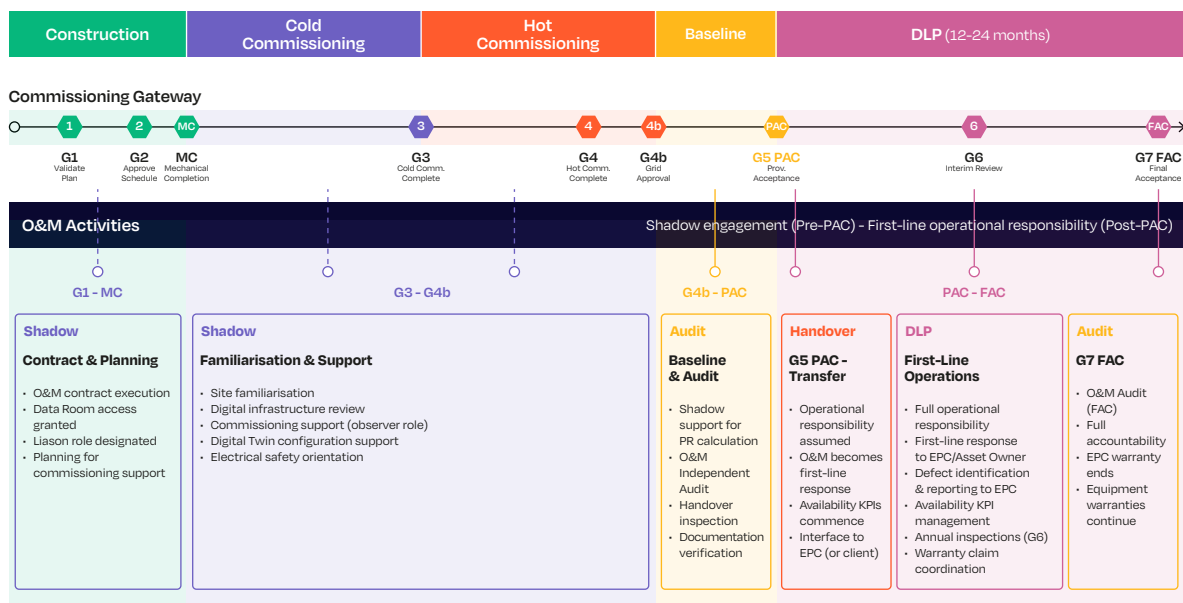 Construction
Cold
Commissioning
Hot
Commissioning
Baseline
DLP (12-24 months)
Commissioning Gateway
1
2
MC
3
4
4b
PAC
6
FAC
G1
Validate
Plan
G2
Approve
Schedule
MC
Mechanical
Completion
G3
Cold Comm.
Complete
G4
Hot Comm.
Complete
G4b
Grid
Approval
G5 PAC
Prov.
Acceptance
G6
Interim Review
G7 FAC
Final
Acceptance
O&M Activities
Shadow engagement (Pre-PAC) - First-line operational responsibility (Post-PAC)
G1 - MC
G3 - G4b
G4b - PAC
PAC - FAC
Shadow
Contract & Planning
• O&M contract execution
• Data Room access
granted
• Liason role designated
• Planning for
commissioning support
Shadow
Familiarisation & Support
• Site familiarisation
• Digital infrastructure review
• Commissioning support (observer role)
• Digital Twin configuration support
• Electrical safety orientation
Audit
Baseline
& Audit
• Shadow
support for
PR calculation
• O&M
Independent
Audit
• Handover
inspection
• Documentation
verification
Handover
G5 PAC -
Transfer
• Operational
responsibility
assumed
• O&M becomes
first-line
response
• Availability KPIs
commence
• Interface to
EPC (or client)
DLP
First-Line
Operations
• Full operational
responsibility
• First-line response
to EPC/Asset Owner
• Defect identification
& reporting to EPC
• Availability KPI
management
• Annual inspections (G6)
• Warranty claim
coordination
Audit
G7 FAC
• O&M Audit
(FAC)
• Full
accountability
• EPC warranty
ends
• Equipment
warranties
continue